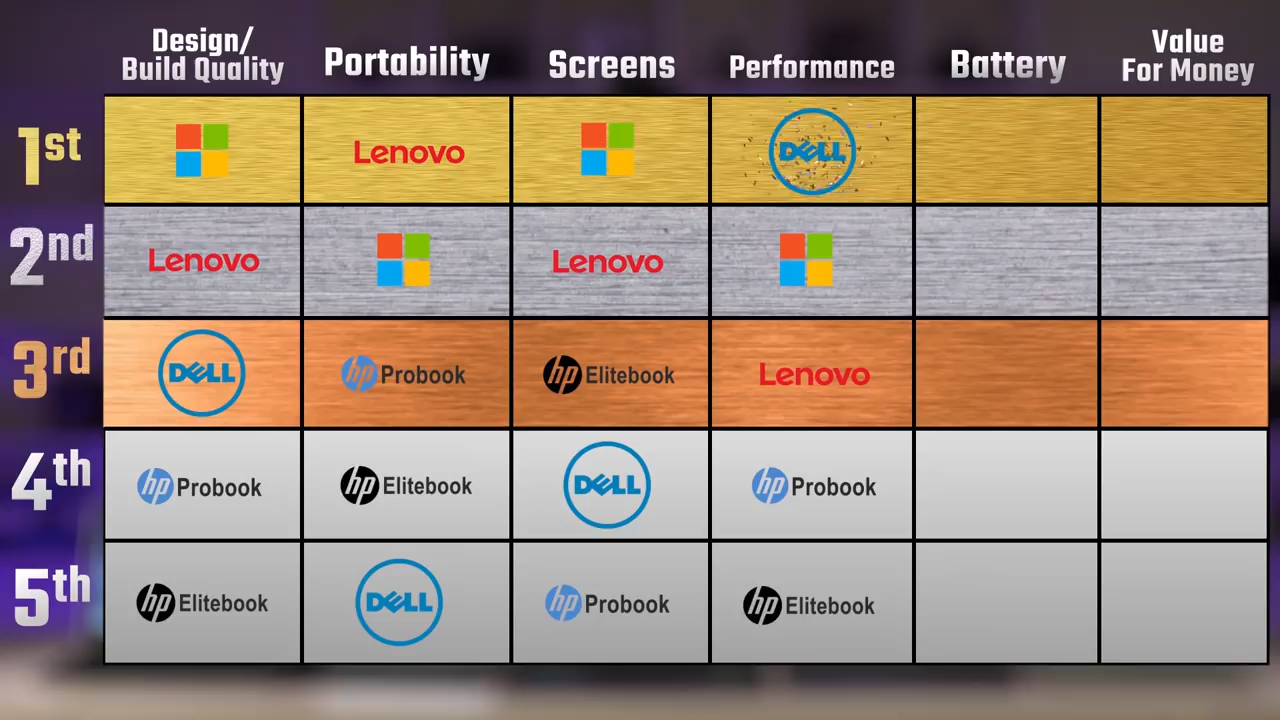 Design/
Build Quality
Portability
Screens
Performance
Battery
Value
For Money
1st
Lenovo
DELL
2nd
Lenovo
Lenovo
3rd
DELL
hp Probook
hp Elitebook
Lenovo
4th
hp Probook
hp Elitebook
DELL
hp Probook
5th
hp Elitebook
DELL
hp Probook
hp Elitebook